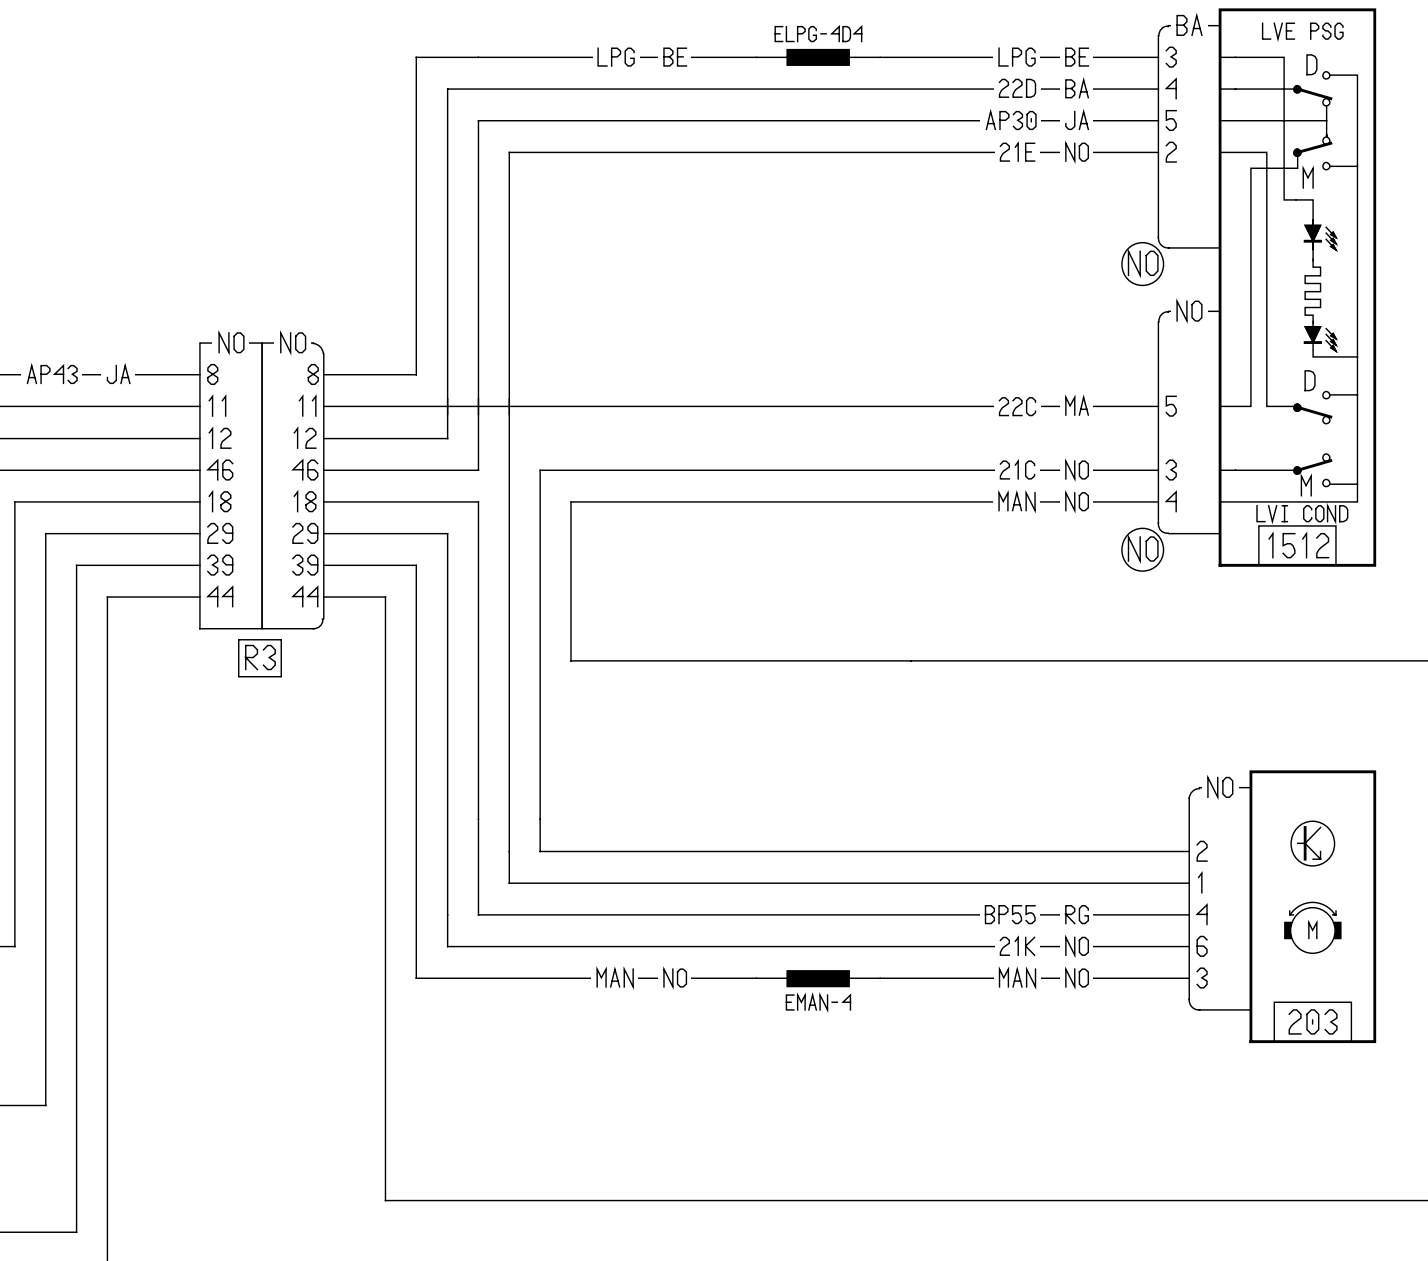 ELPG-4D4
BA
LVE PSG
LPG BE LPG BE 3
D
22D BA 4
AP30 JA 5
21E NO 2
M
NO
NO
NO NO
AP43 JA 8 8
D
11 11 22C MA 5
12 12
46 46 21C NO 3
M
18 18 MAN NO 4
LVI COND
29 29
NO
1512
39 39
44 44
R3
NO
2
1
BP55 RG 4
M
21K NO 6
MAN NO MAN NO 3
EMAN-4
203